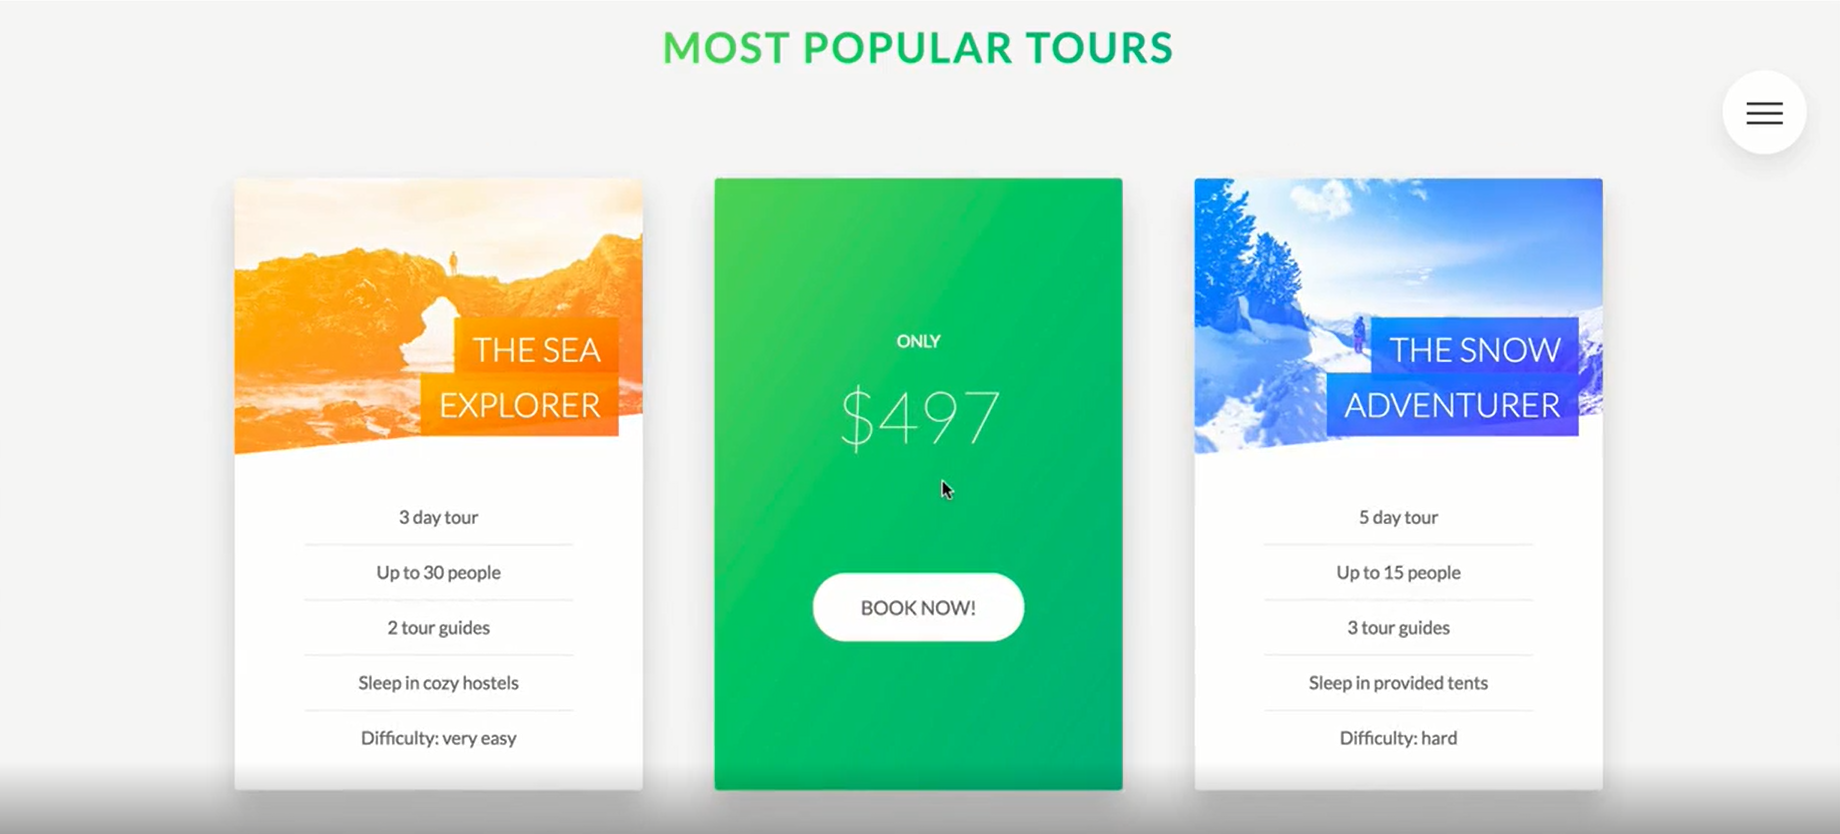 MOST POPULAR TOURS
THE SEA
EXPLORER
3 day tour
Up to 30 people
2 tour guides
Sleep in cozy hostels
Difficulty: very easy
ONLY
$497
BOOK NOW!
THE SNOW
ADVENTURER
5 day tour
Up to 15 people
3 tour guides
Sleep in provided tents
Difficulty: hard